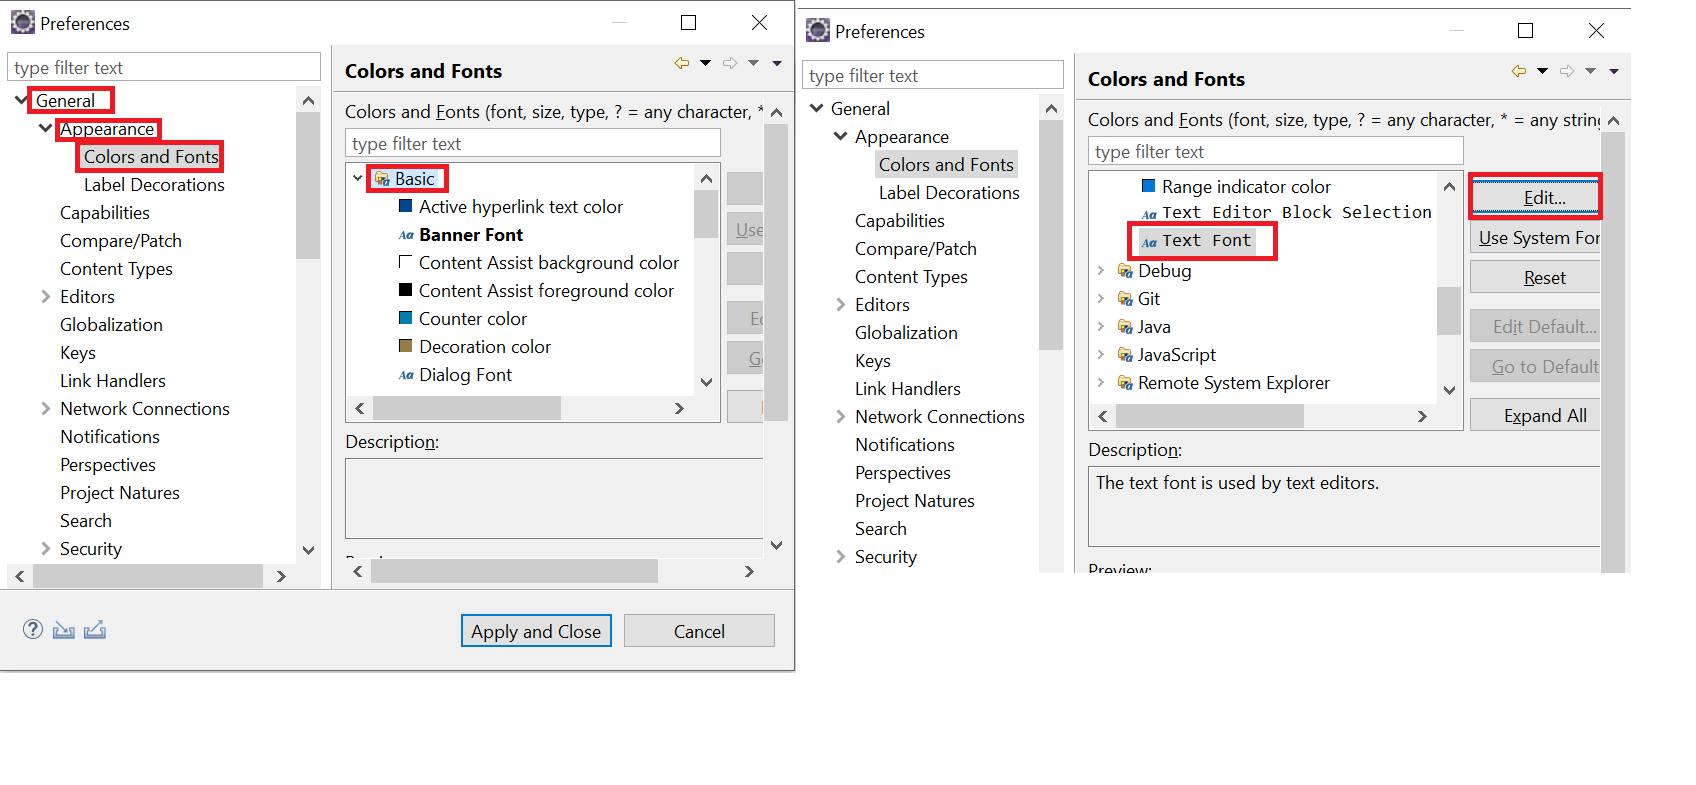 Preferences
type filter text
General
Appearance
Colors and Fonts
Label Decorations
Capabilities
Compare/Patch
Content Types
Editors
Globalization
Keys
Link Handlers
Network Connections
Notifications
Perspectives
Project Natures
Search
Security
Colors and Fonts
Colors and Fonts (font, size, type, ? = any character, *
type filter text
Basic
Active hyperlink text color
Banner Font
Content Assist background color
Content Assist foreground color
Counter color
Decoration color
Dialog Font
Use
Description:
Apply and Close
Cancel
Preferences
type filter text
General
Appearance
Colors and Fonts
Label Decorations
Capabilities
Compare/Patch
Content Types
Editors
Globalization
Keys
Link Handlers
Network Connections
Notifications
Perspectives
Project Natures
Search
Security
Colors and Fonts
Colors and Fonts (font, size, type, ? = any character, * = any string
type filter text
Range indicator color
Text Editor Block Selection
Text Font
Debug
Git
Java
JavaScript
Remote System Explorer
Edit...
Use System For
Reset
Edit Default...
Go to Default
Expand All
Description:
The text font is used by text editors.
Preview: